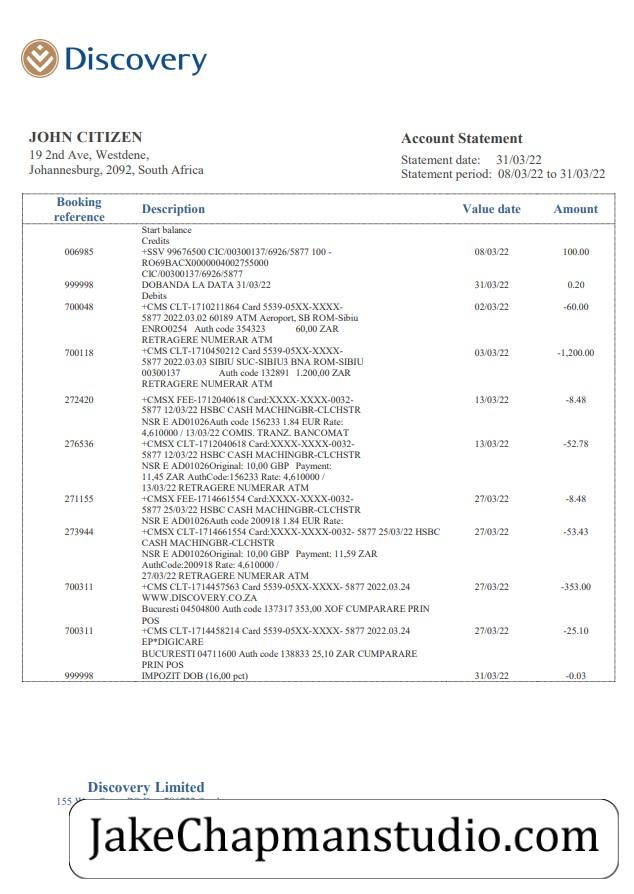 Discovery
JOHN CITIZEN
19 2nd Ave, Westdene,
Johannesburg, 2092, South Africa
Account Statement
Statement date: 31/03/22
Statement period: 08/03/22 to 31/03/22
Booking reference Description Value date Amount
Start balance
Credits
006985 +SSV 99676500 CIC/00300137/6926/5877 100 - 08/03/22 100.00
RO69BACX0000004002755000
CIC/00300137/6926/5877
999998 DOBANDA LA DATA 31/03/22 31/03/22 0.20
Debits
700048 +CMS CLT-1710211864 Card 5539-05XX-XXXX- 02/03/22 -60.00
5877 2022.03.02 60189 ATM Aeroport, SB ROM-Sibiu
ENRO0254 Auth code 354323 60,00 ZAR
RETRAGERE NUMERAR ATM
700118 +CMS CLT-1710450212 Card 5539-05XX-XXXX- 03/03/22 -1,200.00
5877 2022.03.03 SIBIU SUC-SIBIU3 BNA ROM-SIBIU
00300137 Auth code 132891 1.200,00 ZAR
RETRAGERE NUMERAR ATM
272420 +CMSX FEE-1712040618 Card:XXXX-XXXX-0032- 13/03/22 -8.48
5877 12/03/22 HSBC CASH MACHINGBR-CLCHSTR
NSR E AD01026Auth code 156233 1.84 EUR Rate:
4,610000 / 13/03/22 COMIS. TRANZ. BANCOMAT
276536 +CMSX CLT-1712040618 Card:XXXX-XXXX-0032- 13/03/22 -52.78
5877 12/03/22 HSBC CASH MACHINGBR-CLCHSTR
NSR E AD01026Original: 10,00 GBP Payment:
11,45 ZAR AuthCode:156233 Rate: 4,610000 /
13/03/22 RETRAGERE NUMERAR ATM
271155 +CMSX FEE-1714661554 Card:XXXX-XXXX-0032- 27/03/22 -8.48
5877 25/03/22 HSBC CASH MACHINGBR-CLCHSTR
NSR E AD01026Auth code 200918 1.84 EUR Rate:
273944 +CMSX CLT-1714661554 Card:XXXX-XXXX-0032- 5877 25/03/22 HSBC 27/03/22 -53.43
CASH MACHINGBR-CLCHSTR
NSR E AD01026Original: 10,00 GBP Payment: 11,59 ZAR
AuthCode:200918 Rate: 4,610000 /
27/03/22 RETRAGERE NUMERAR ATM
700311 +CMS CLT-1714457563 Card 5539-05XX-XXXX- 5877 2022.03.24 27/03/22 -353.00
WWW.DISCOVERY.CO.ZA
Bucuresti 04504800 Auth code 137317 353,00 XOF CUMPARARE PRIN
POS
700311 +CMS CLT-1714458214 Card 5539-05XX-XXXX- 5877 2022.03.24 27/03/22 -25.10
EP*DIGICARE
BUCURESTI 04711600 Auth code 138833 25,10 ZAR CUMPARARE
PRIN POS
999998 IMPOZIT DOB (16,00 pct) 31/03/22 -0.03
Discovery Limited
155
JakeChapmanstudio.com